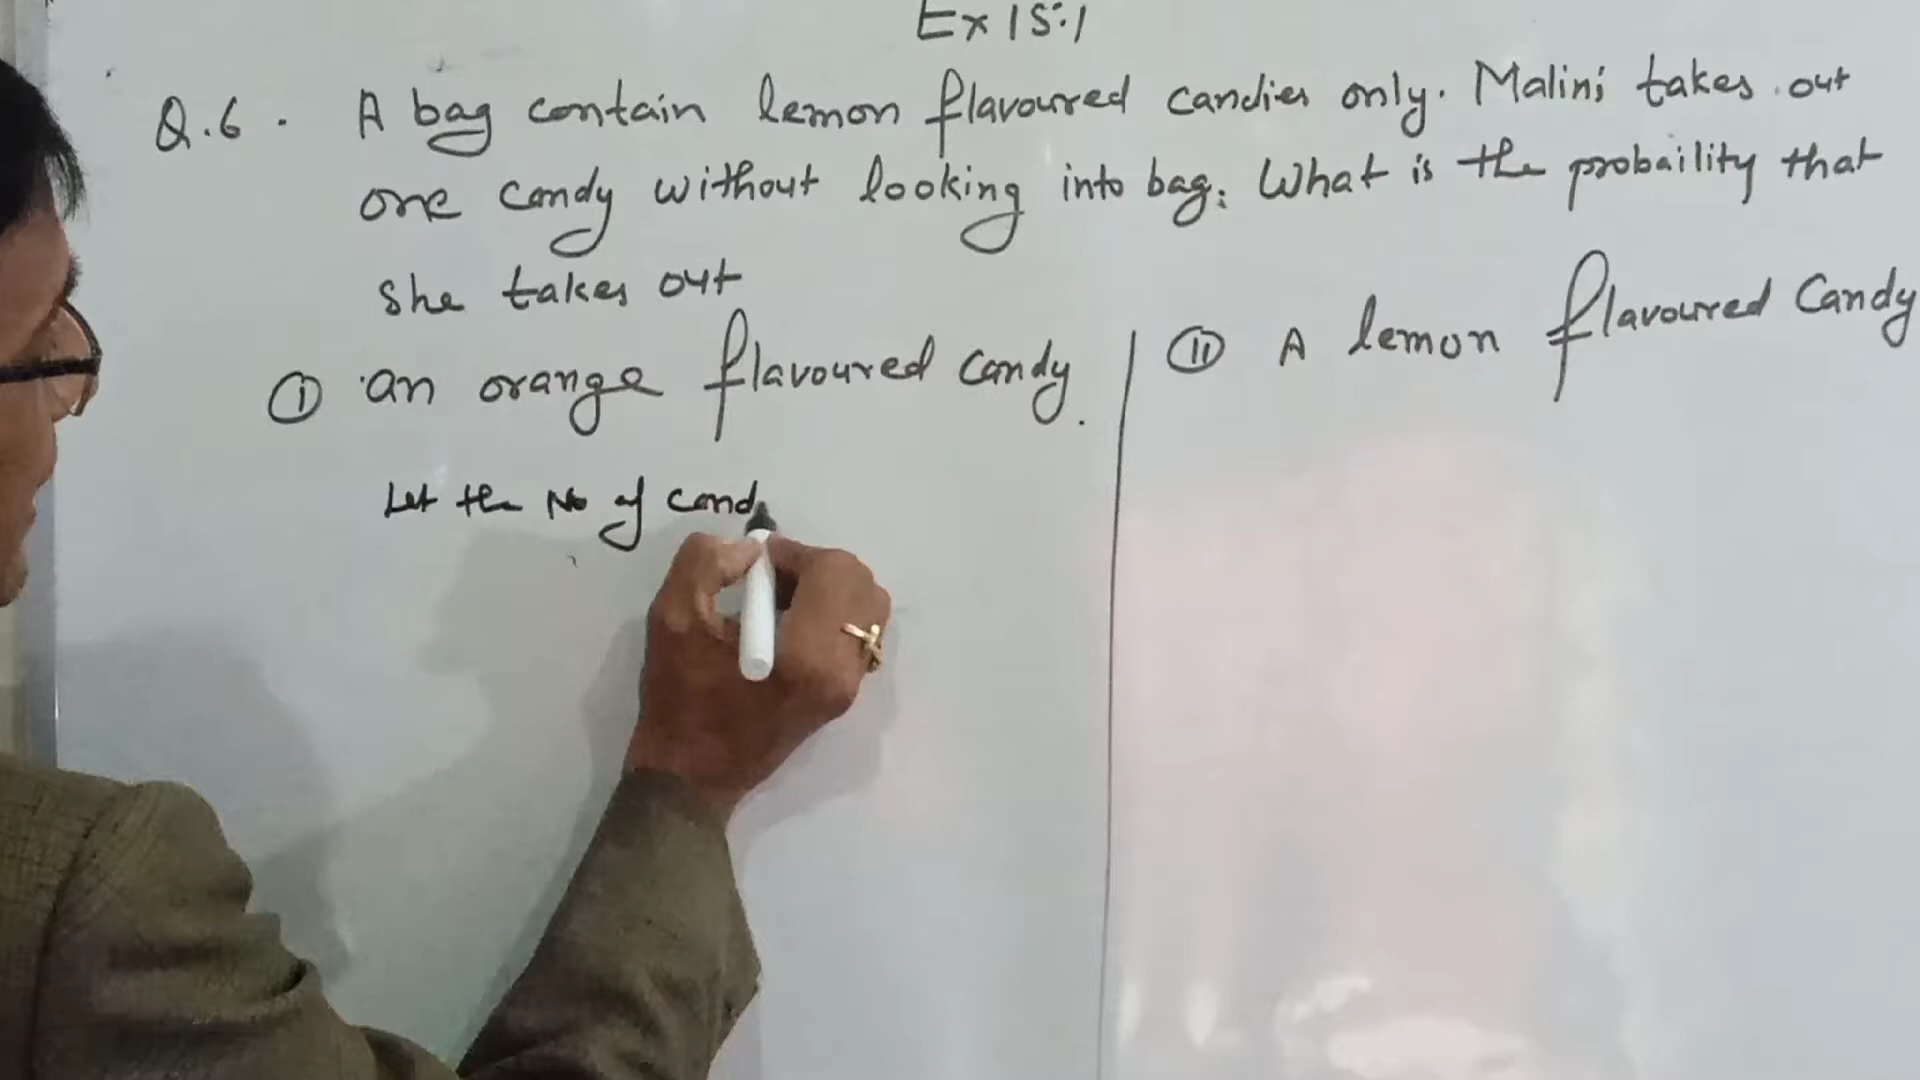 Ex 15.1
Q.6. A bag contain lemon flavoured candies only. Malini takes out
one candy without looking into bag. What is the probaility that
she takes out
(i) an orange flavoured candy.
(ii) A lemon flavoured Candy
Let the No of cand